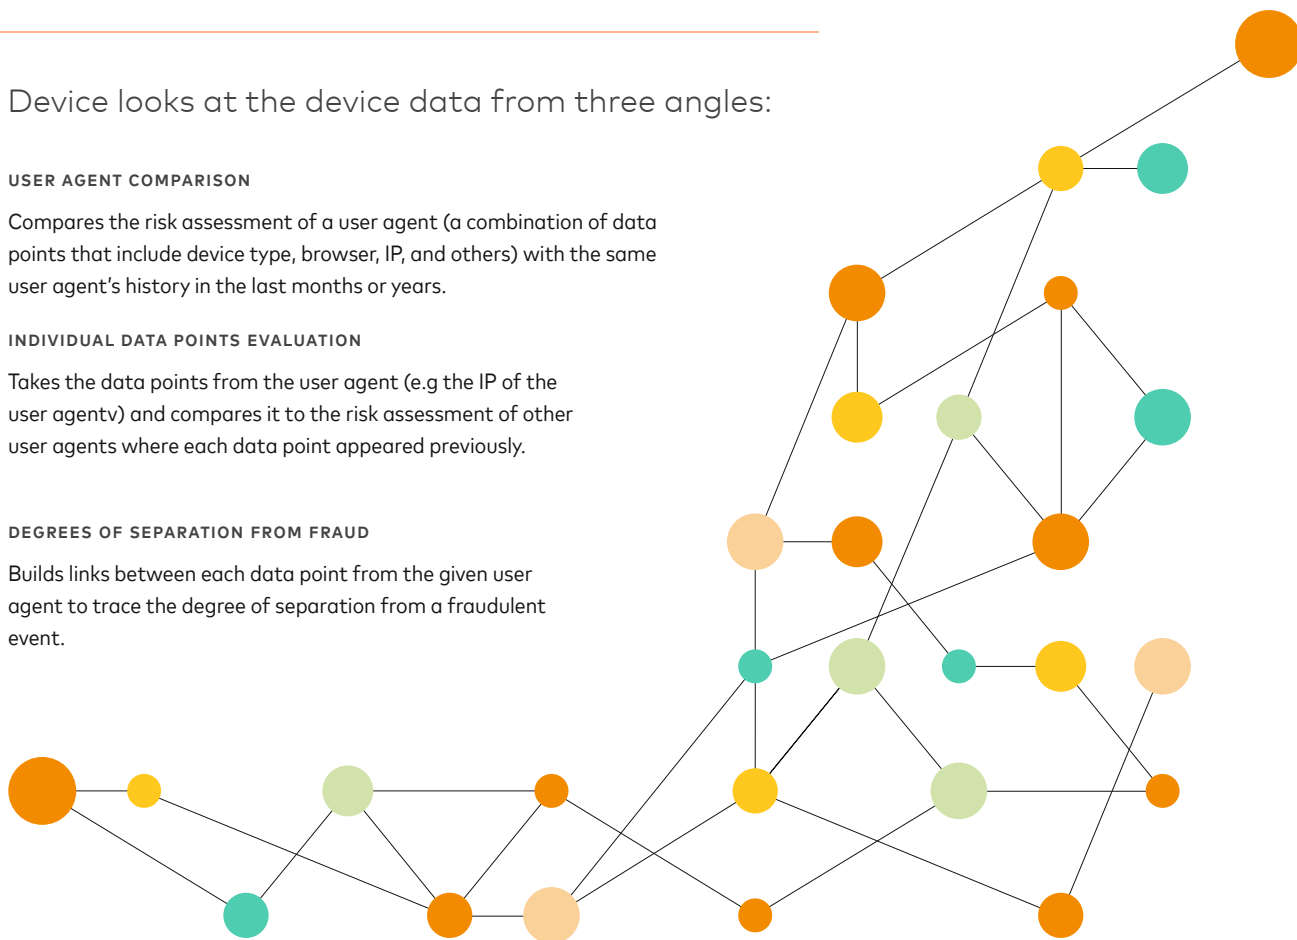 Device looks at the device data from three angles:
USER AGENT COMPARISON
Compares the risk assessment of a user agent (a combination of data
points that include device type, browser, IP, and others) with the same
user agent's history in the last months or years.
INDIVIDUAL DATA POINTS EVALUATION
Takes the data points from the user agent (e.g the IP of the
user agentv) and compares it to the risk assessment of other
user agents where each data point appeared previously.
DEGREES OF SEPARATION FROM FRAUD
Builds links between each data point from the given user
agent to trace the degree of separation from a fraudulent
event.